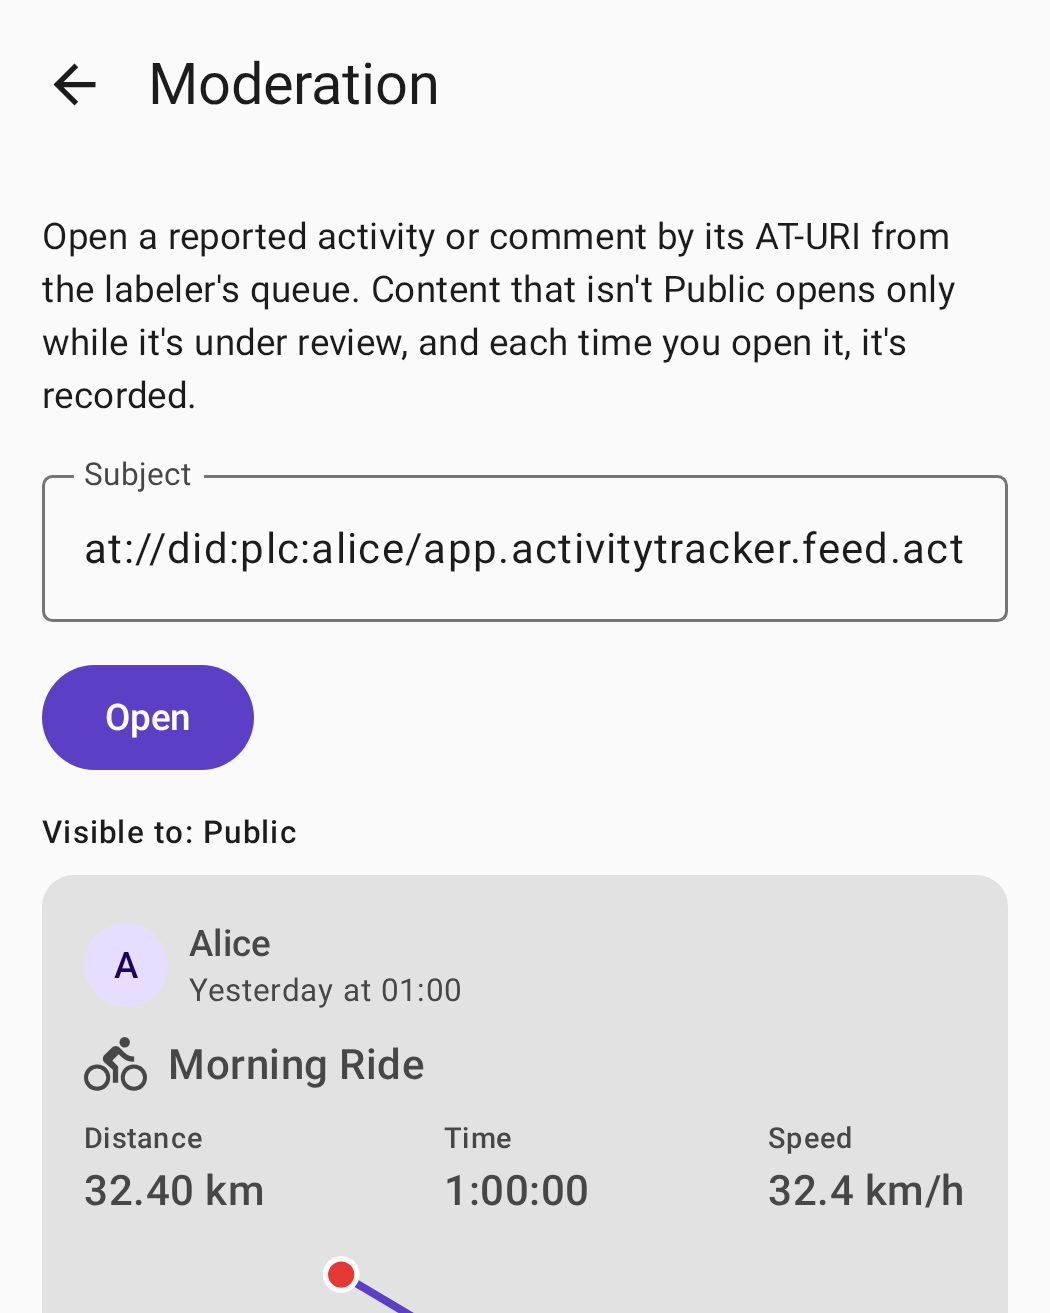 Moderation
Open a reported activity or comment by its AT-URI from
the labeler's queue. Content that isn't Public opens only
while it's under review, and each time you open it, it's
recorded.
Subject
at://did:plc:alice/app.activitytracker.feed.act
Open
Visible to: Public
A
Alice
Yesterday at 01:00
Morning Ride
Distance Time Speed
32.40 km 1:00:00 32.4 km/h